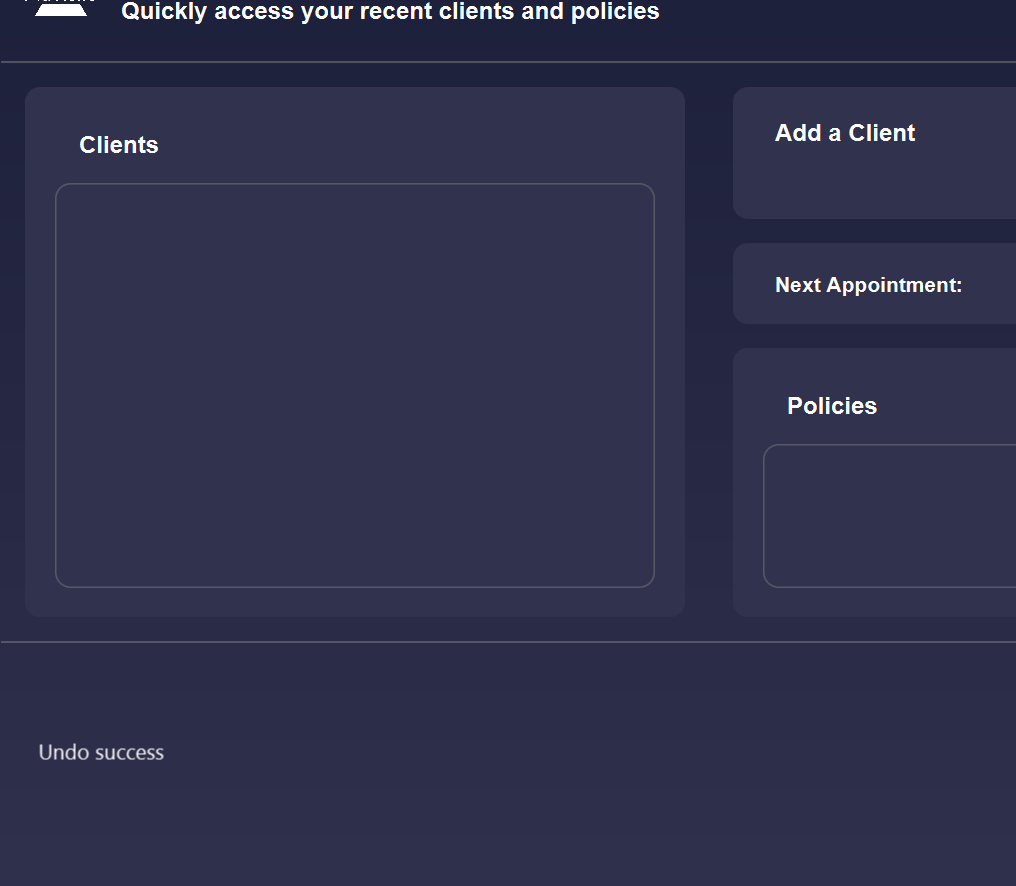 Quickly access your recent clients and policies
Clients
Add a Client
Next Appointment:
Policies
Undo success